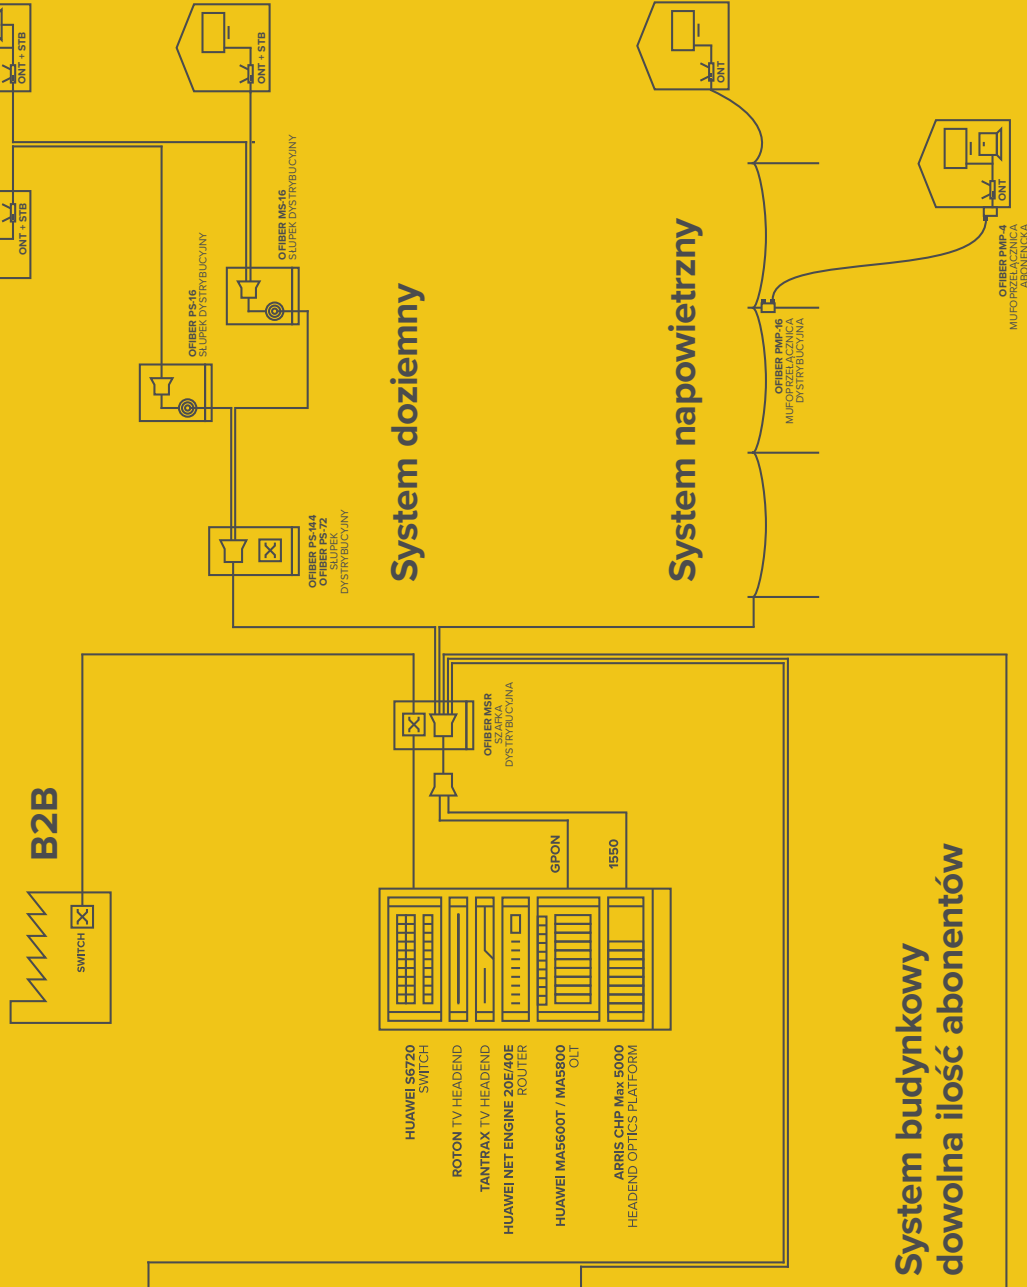 ONT + STB
ONT + STB
ONT + STB
OFIBER MS-16
SŁUPEK DYSTRYBUCYJNY
OFIBER PS-16
SŁUPEK DYSTRYBUCYJNY
OFIBER PS-144
OFIBER PS-72
SŁUPEK
DYSTRYBUCYJNY
System doziemny
ONT
ONT
OFIBER PMP-4
MUFOPRZEŁĄCZNICA
ABONENCKA
OFIBER PMP-16
MUFOPRZEŁĄCZNICA
DYSTRYBUCYJNA
System napowietrzny
B2B
SWITCH
OFIBER MSR
SZAFKA
DYSTRYBUCYJNA
GPON
1550
HUAWEI S6720
SWITCH
ROTON TV HEADEND
TANTRAX TV HEADEND
HUAWEI NET ENGINE 20E/40E
ROUTER
HUAWEI MA5600T / MA5800
OLT
ARRIS CHP Max 5000
HEADEND OPTICS PLATFORM
System budynkowy
dowolna ilość abonentów